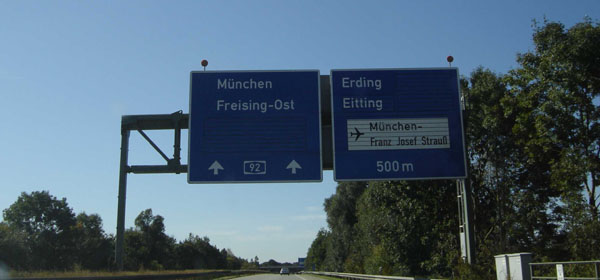 München
Freising-Ost
92
Erding
Eitting
München-
Franz Josef Strauß
500 m